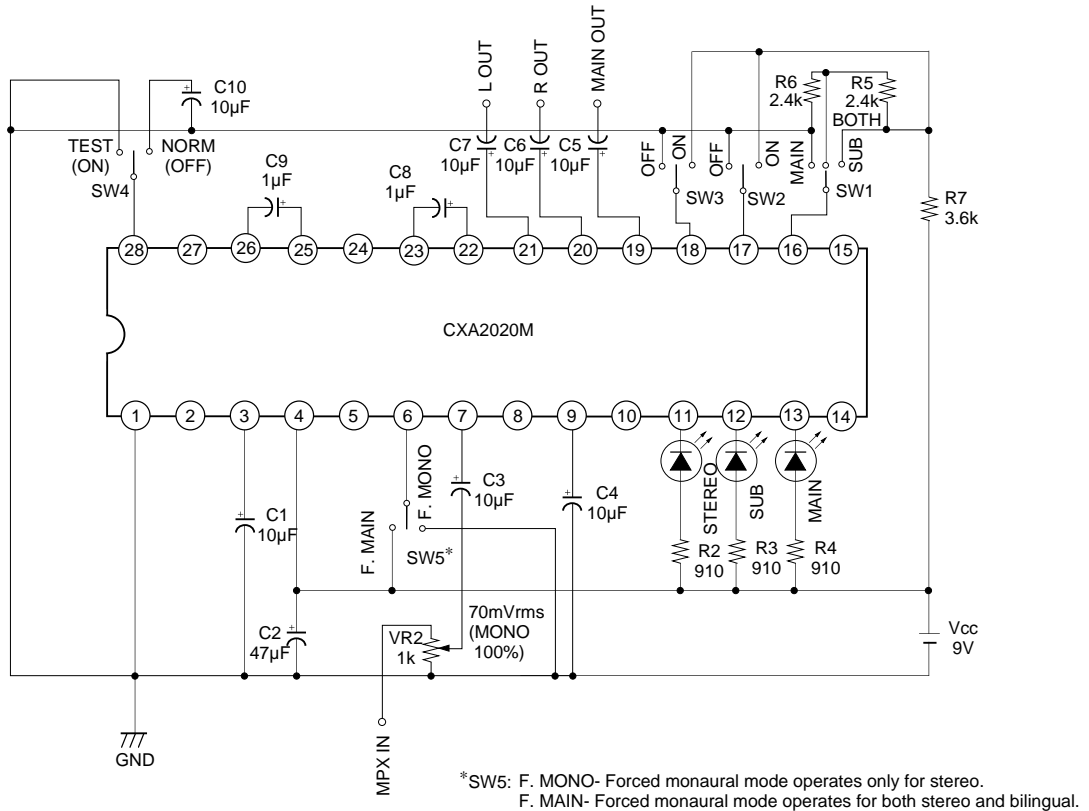 L OUT
R OUT
MAIN OUT
C10
10µF
TEST
(ON)
NORM
(OFF)
SW4
C9
1µF
C8
1µF
C7
10µF
C6
10µF
C5
10µF
OFF
ON
SW3
OFF
ON
SW2
R6
2.4k
R5
2.4k
BOTH
MAIN
SUB
SW1
R7
3.6k
28
27
26
25
24
23
22
21
20
19
18
17
16
15
CXA2020M
1
2
3
4
5
6
7
8
9
10
11
12
13
14
+
C1
10µF
C2
47µF
F. MAIN
F. MONO
SW5*
C3
10µF
C4
10µF
STEREO
SUB
MAIN
R2
910
R3
910
R4
910
70mVrms
(MONO
100%)
VR2
1k
Vcc
9V
GND
MPX IN
*SW5: F. MONO- Forced monaural mode operates only for stereo.
F. MAIN- Forced monaural mode operates for both stereo and bilingual.